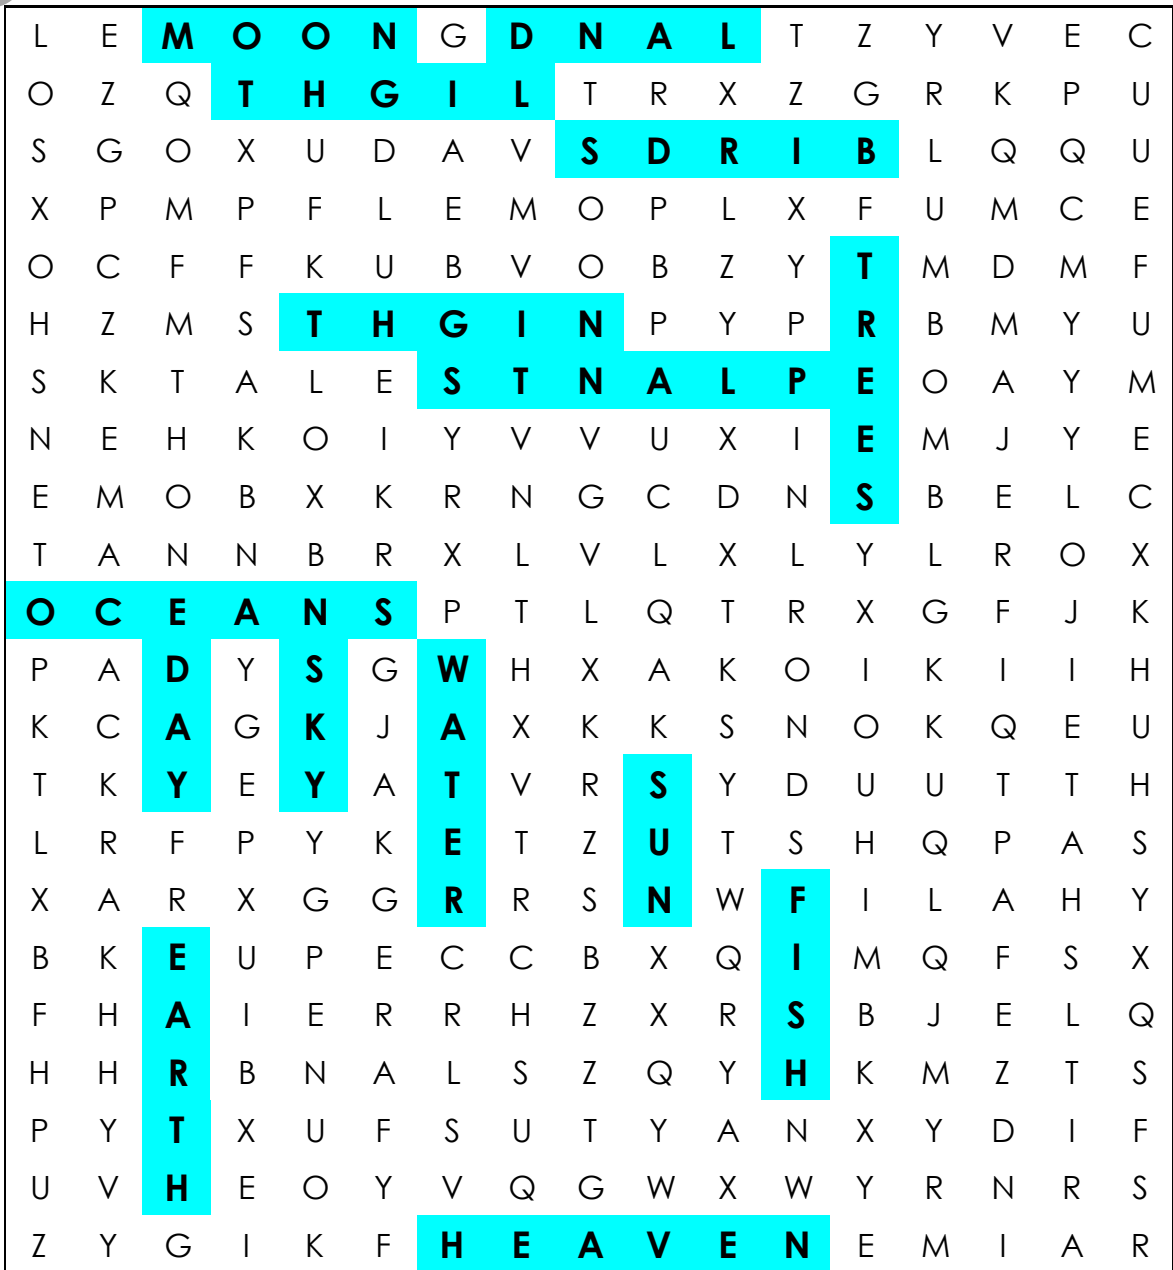 L E M O O N G D N A L T Z Y V E C
O Z Q T H G I L T R X Z G R K P U
S G O X U D A V S D R I B L Q Q U
X P M P F L E M O P L X F U M C E
O C F F K U B V O B Z Y T M D M F
H Z M S T H G I N P Y P R B M Y U
S K T A L E S T N A L P E O A Y M
N E H K O I Y V V U X I E M J Y E
E M O B X K R N G C D N S B E L C
T A N N B R X L V L X L Y L R O X
O C E A N S P T L Q T R X G F J K
P A D Y S G W H X A K O I K I I H
K C A G K J A X K K S N O K Q E U
T K Y E Y A T V R S Y D U U T T H
L R F P Y K E T Z U T S H Q P A S
X A R X G G R R S N W F I L A H Y
B K E U P E C C B X Q I M Q F S X
F H A I E R R H Z X R S B J E L Q
H H R B N A L S Z Q Y H K M Z T S
P Y T X U F S U T Y A N X Y D I F
U V H E O Y V Q G W X W Y R N R S
Z Y G I K F H E A V E N E M I A R